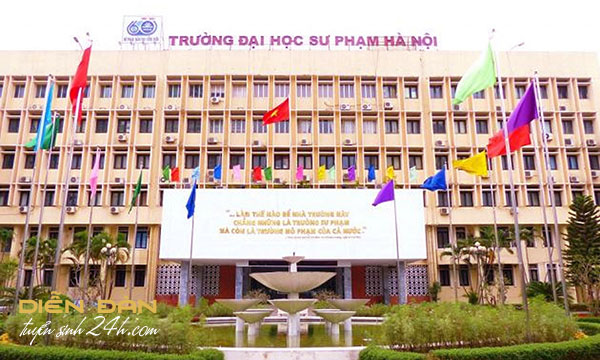 60
TRƯỜNG ĐẠI HỌC SƯ PHẠM HÀ NỘI
"... LÀM THẾ NÀO ĐỂ NHÀ TRƯỜNG NÀY
CHẲNG NHỮNG LÀ TRƯỜNG SƯ PHẠM
MÀ CÒN LÀ TRƯỜNG MÔ PHẠM CỦA CẢ NƯỚC."
DIỄN ĐÀN
tuyển sinh 24h.com